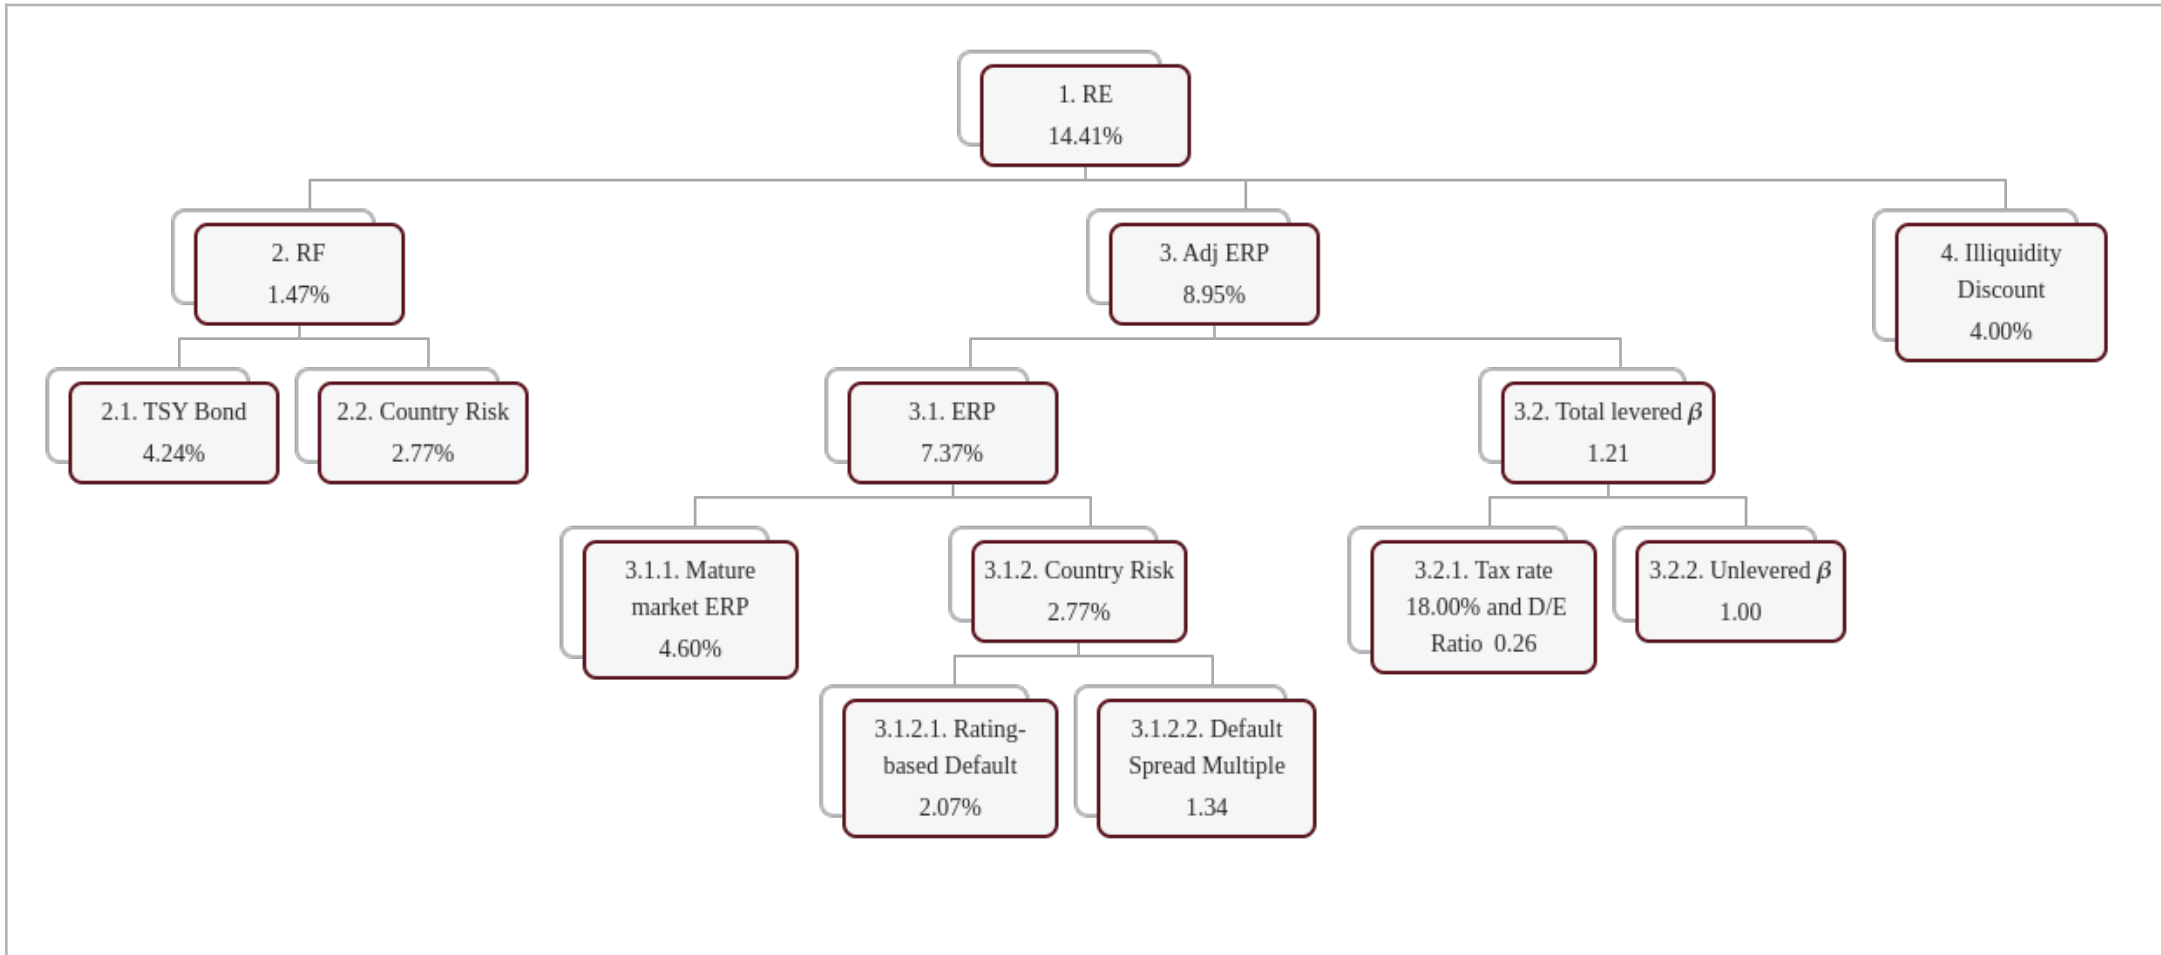 1. RE
14.41%
2. RF
1.47%
3. Adj ERP
8.95%
4. Illiquidity
Discount
4.00%
2.1. TSY Bond
4.24%
2.2. Country Risk
2.77%
3.1. ERP
7.37%
3.2. Total levered β
1.21
3.1.1. Mature
market ERP
4.60%
3.1.2. Country Risk
2.77%
3.2.1. Tax rate
18.00% and D/E
Ratio  0.26
3.2.2. Unlevered β
1.00
3.1.2.1. Rating-
based Default
2.07%
3.1.2.2. Default
Spread Multiple
1.34